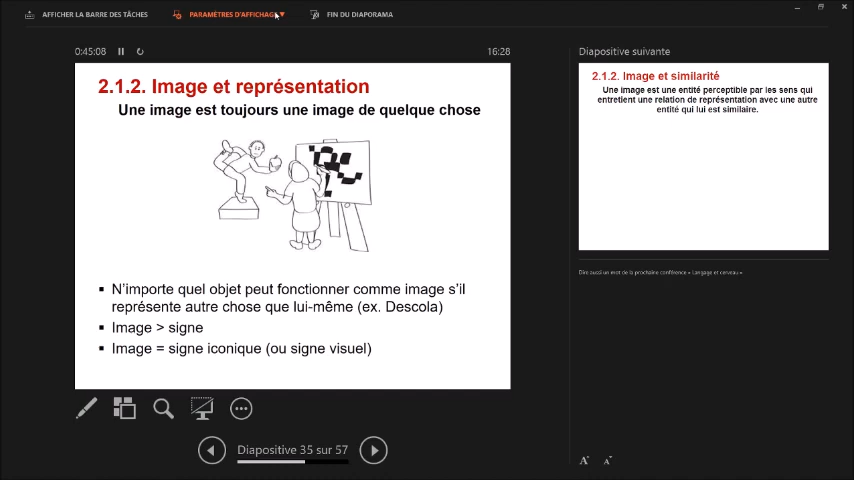 AFFICHER LA BARRE DES TÂCHES
PARAMÈTRES D'AFFICHAGE
FIN DU DIAPORAMA
0:45:08
16:28
2.1.2. Image et représentation
Une image est toujours une image de quelque chose
▪ N'importe quel objet peut fonctionner comme image s'il
représente autre chose que lui-même (ex. Descola)
▪ Image > signe
▪ Image = signe iconique (ou signe visuel)
Diapositive 35 sur 57
Diapositive suivante
2.1.2. Image et similarité
Une image est une entité perceptible par les sens qui
entretient une relation de représentation avec une autre
entité qui lui est similaire.
Dire aussi un mot de la prochaine conférence « Langage et cerveau »
A A